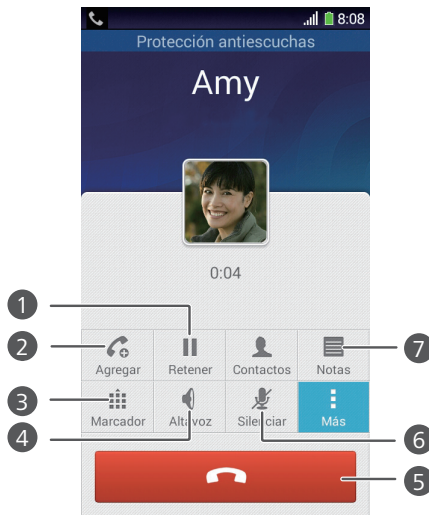 8:08
Protección antiescuchas
Amy
0:04
1
2
Agregar
Retener
Contactos
Notas
7
3
Marcador
Altavoz
Silenciar
Más
4
6
5